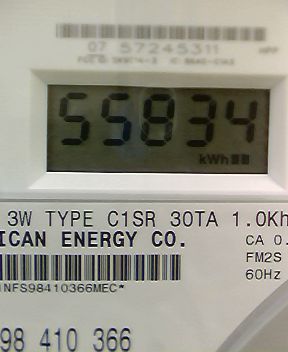 07 57245311
55834
kWh
3W TYPE C1SR 30TA 1.0Kh
ICAN ENERGY CO.
CA 0.
FM2S
60Hz
NFS98410366MEC*
98 410 366